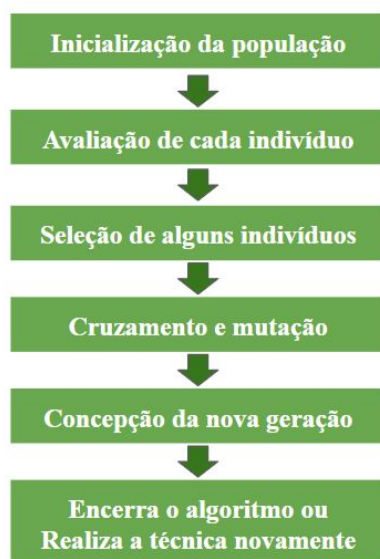 Inicialização da população
Avaliação de cada indivíduo
Seleção de alguns indivíduos
Cruzamento e mutação
Concepção da nova geração
Encerra o algoritmo ou
Realiza a técnica novamente